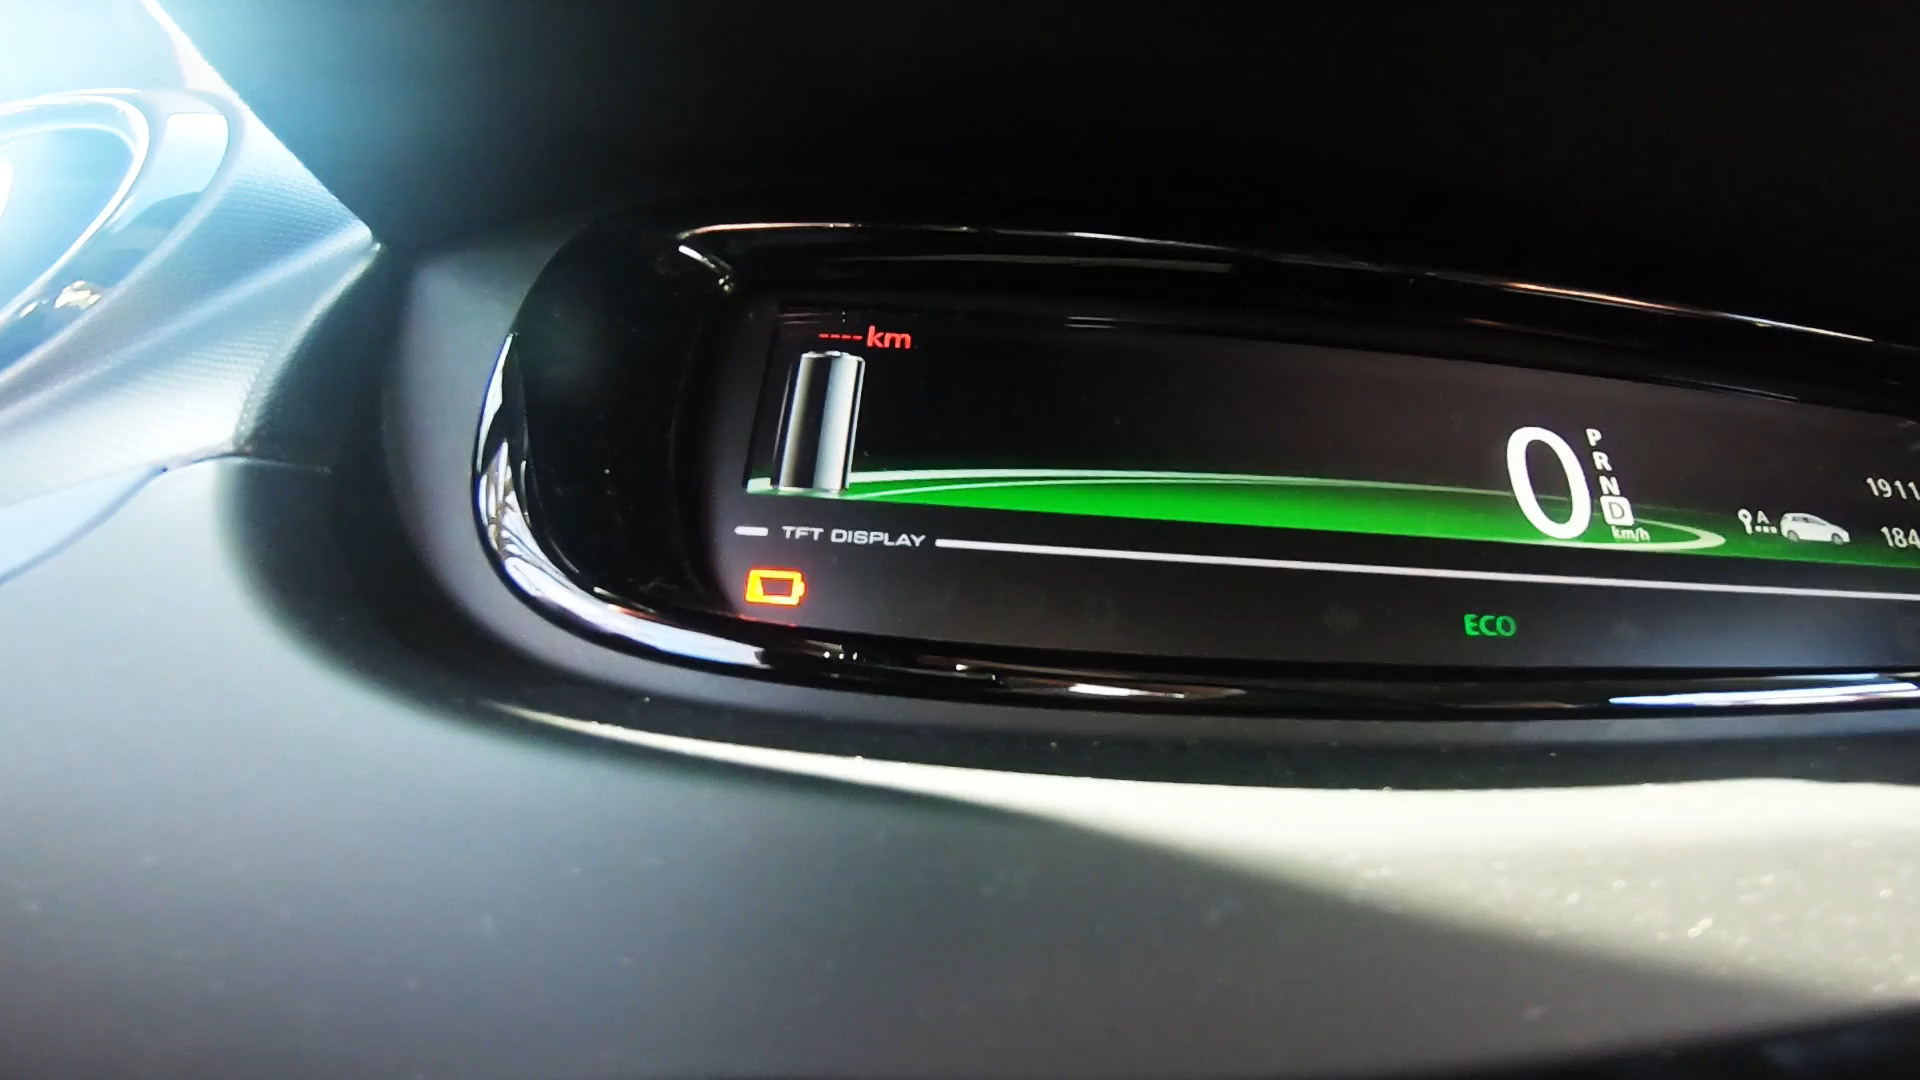 ----km
0
P
R
N
D
km/h
A
1911
184
TFT DISPLAY
ECO